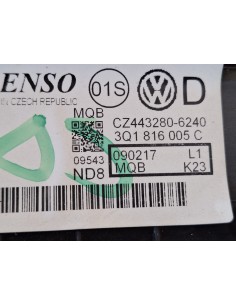 ENSO
N CZECH REPUBLIC
01S
D
MQB
CZ443280-6240
3Q1 816 005 C
09543
ND8
090217 L1
MQB K23